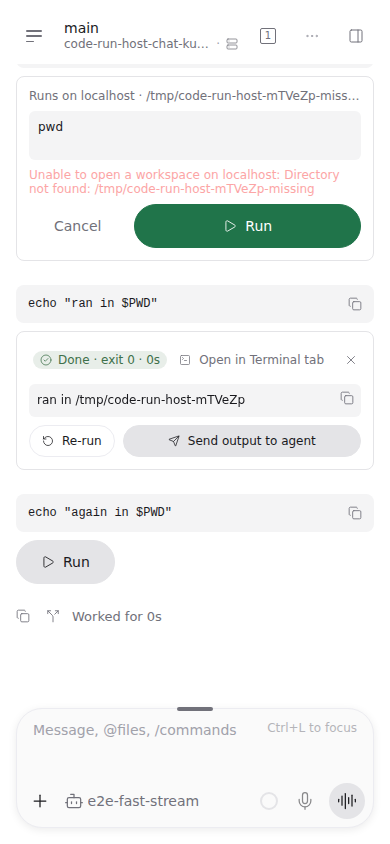 main
code-run-host-chat-ku... ·
1
Runs on localhost · /tmp/code-run-host-mTVeZp-miss...
pwd
Unable to open a workspace on localhost: Directory
not found: /tmp/code-run-host-mTVeZp-missing
Cancel
Run
echo "ran in $PWD"
Done · exit 0 · 0s
Open in Terminal tab
ran in /tmp/code-run-host-mTVeZp
Re-run
Send output to agent
echo "again in $PWD"
Run
Worked for 0s
Message, @files, /commands
Ctrl+L to focus
e2e-fast-stream